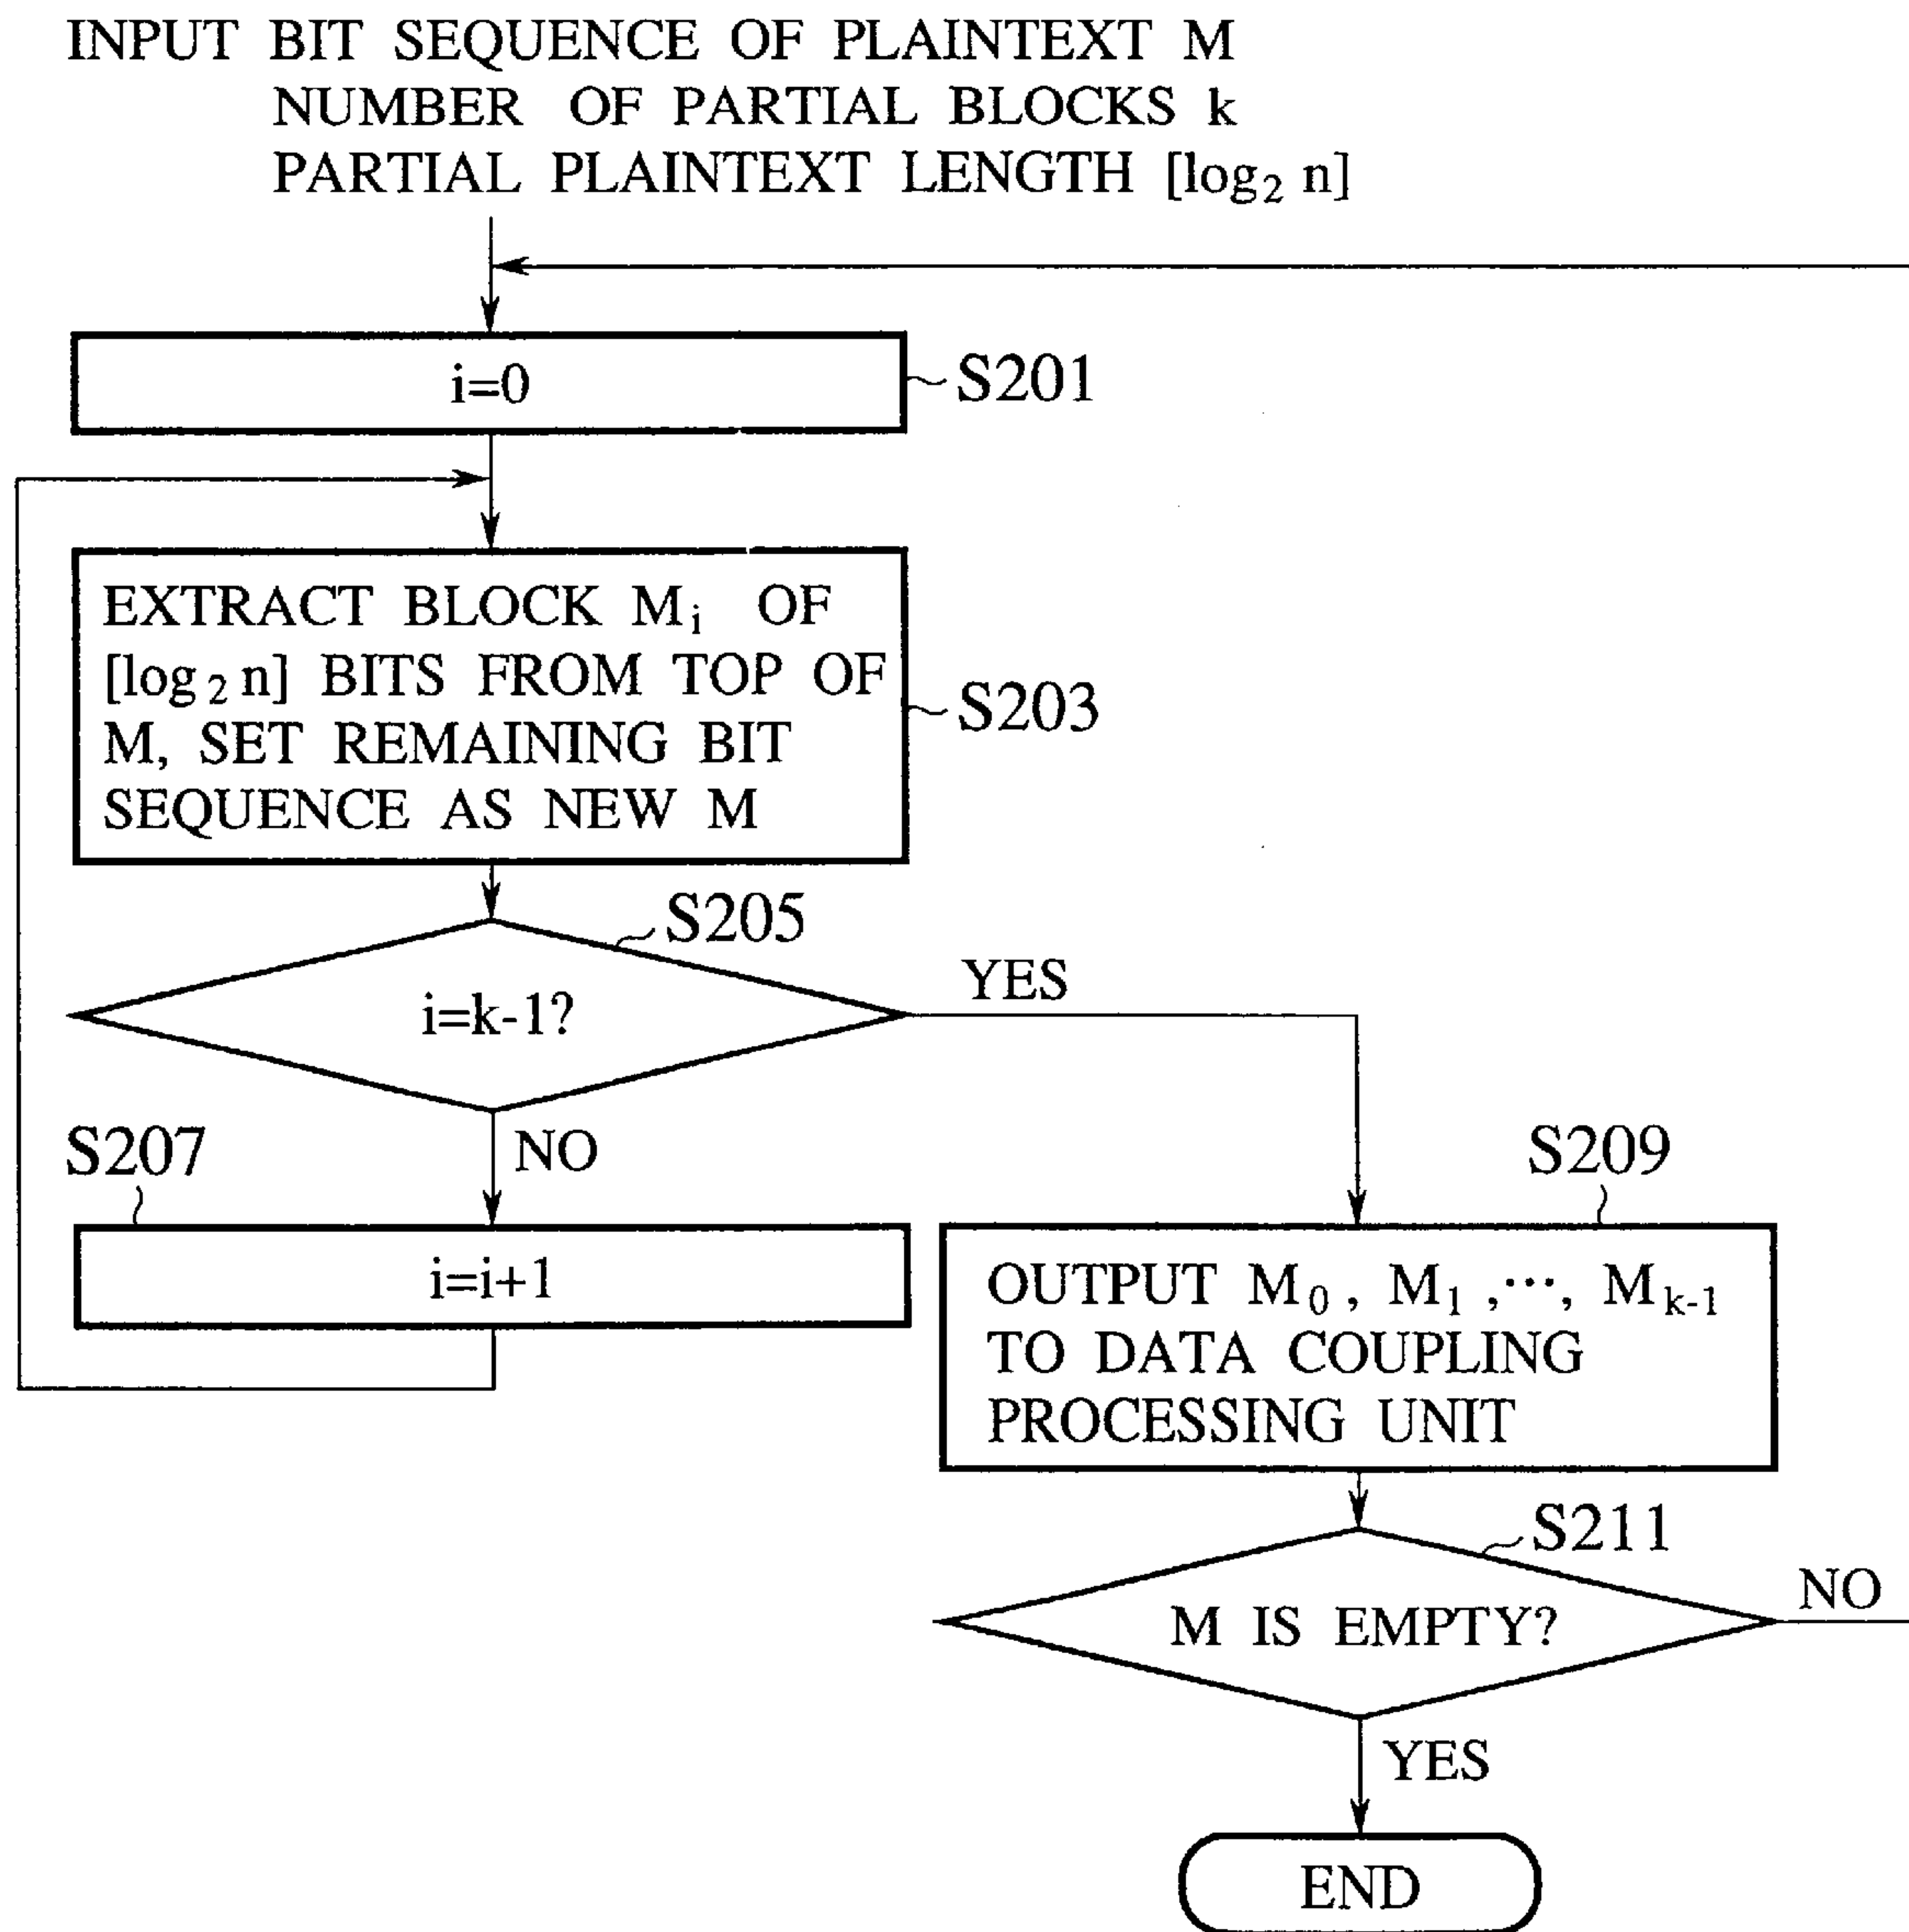 INPUT BIT SEQUENCE OF PLAINTEXT M
NUMBER OF PARTIAL BLOCKS k
PARTIAL PLAINTEXT LENGTH [log₂ n]
i=0
S201
EXTRACT BLOCK Mᵢ OF
[log₂ n] BITS FROM TOP OF
M, SET REMAINING BIT
SEQUENCE AS NEW M
S203
S205
i=k-1?
YES
NO
S207
i=i+1
S209
OUTPUT M₀, M₁,⋯, Mₖ₋₁
TO DATA COUPLING
PROCESSING UNIT
S211
M IS EMPTY?
NO
YES
END